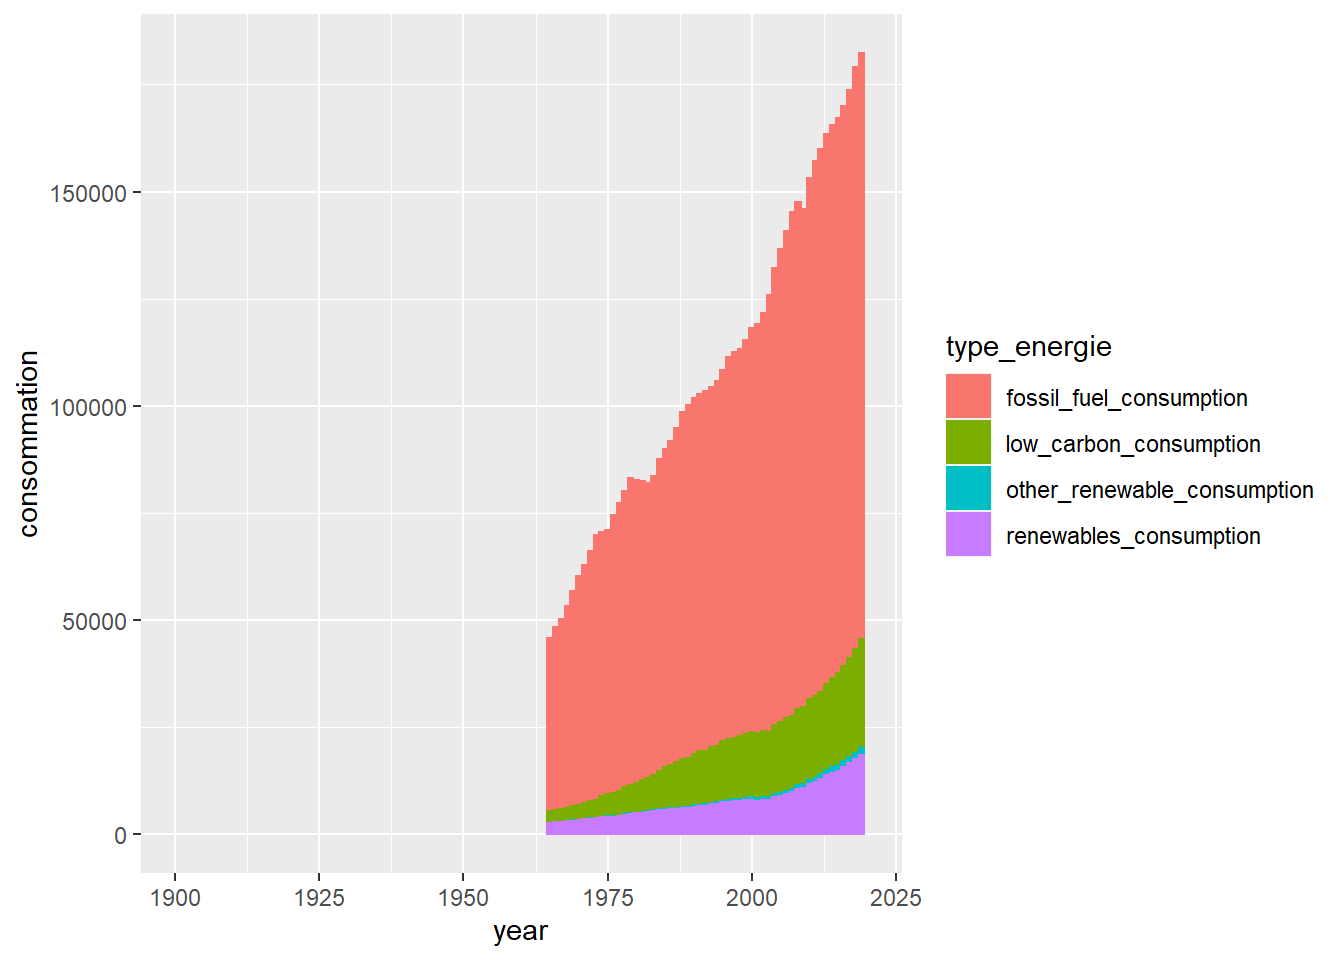 consommation
150000
100000
50000
0
1900 1925 1950 1975 2000 2025
year
type_energie
fossil_fuel_consumption
low_carbon_consumption
other_renewable_consumption
renewables_consumption